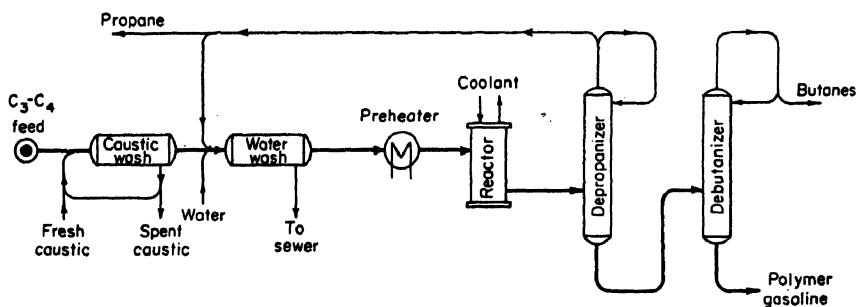 Propane
C₃-C₄
feed
Caustic
wash
Fresh
caustic
Spent
caustic
Water
Water
wash
To
sewer
Preheater
Coolant
Reactor
Depropanizer
Debutanizer
Butanes
Polymer
gasoline